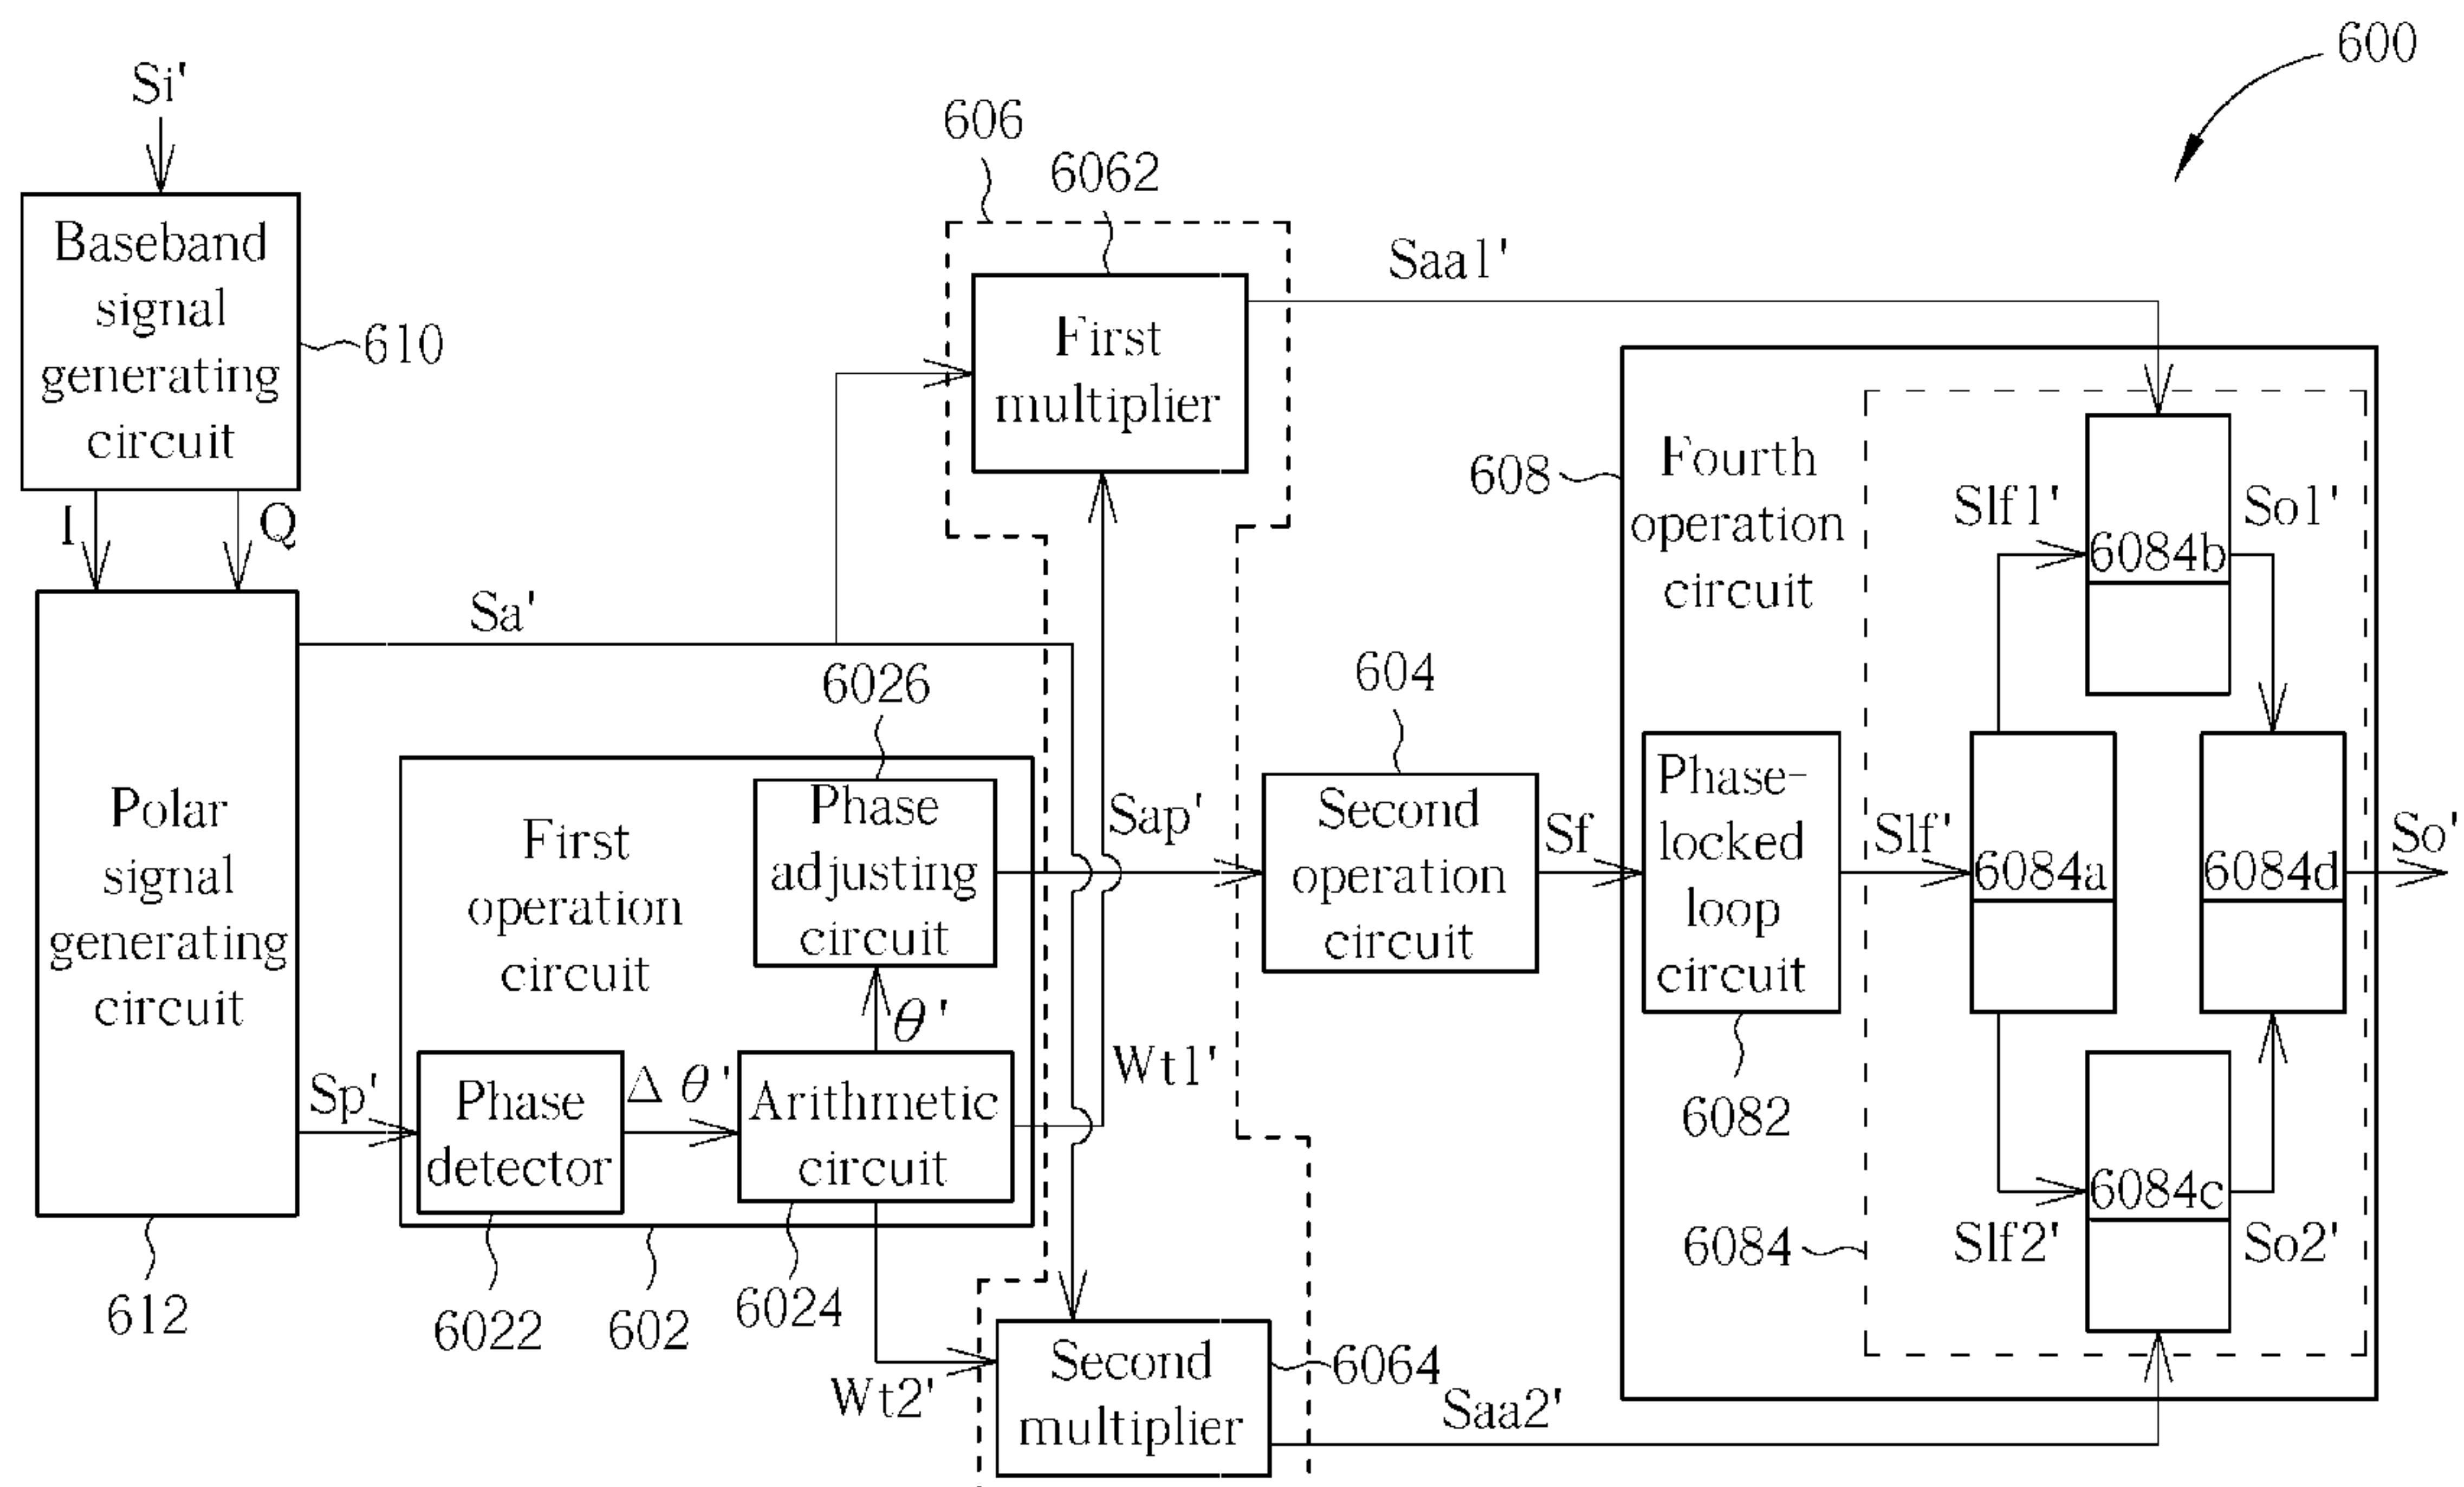 600
Si'
606
6062
Baseband
signal
generating
circuit
610
Saa1'
First
multiplier
I
Q
608
Fourth
operation
circuit
Slf1'
So1'
6084b
Sa'
6026
604
Polar
signal
generating
circuit
First
operation
circuit
Phase
adjusting
circuit
Sap'
Second
operation
circuit
Sf
Phase-
locked
loop
circuit
Slf'
6084a
6084d
So'
θ'
Wt1'
Sp'
Phase
detector
Δθ'
Arithmetic
circuit
6082
6084
Slf2'
6084c
So2'
612
6022
602
6024
Wt2'
Second
multiplier
6064
Saa2'